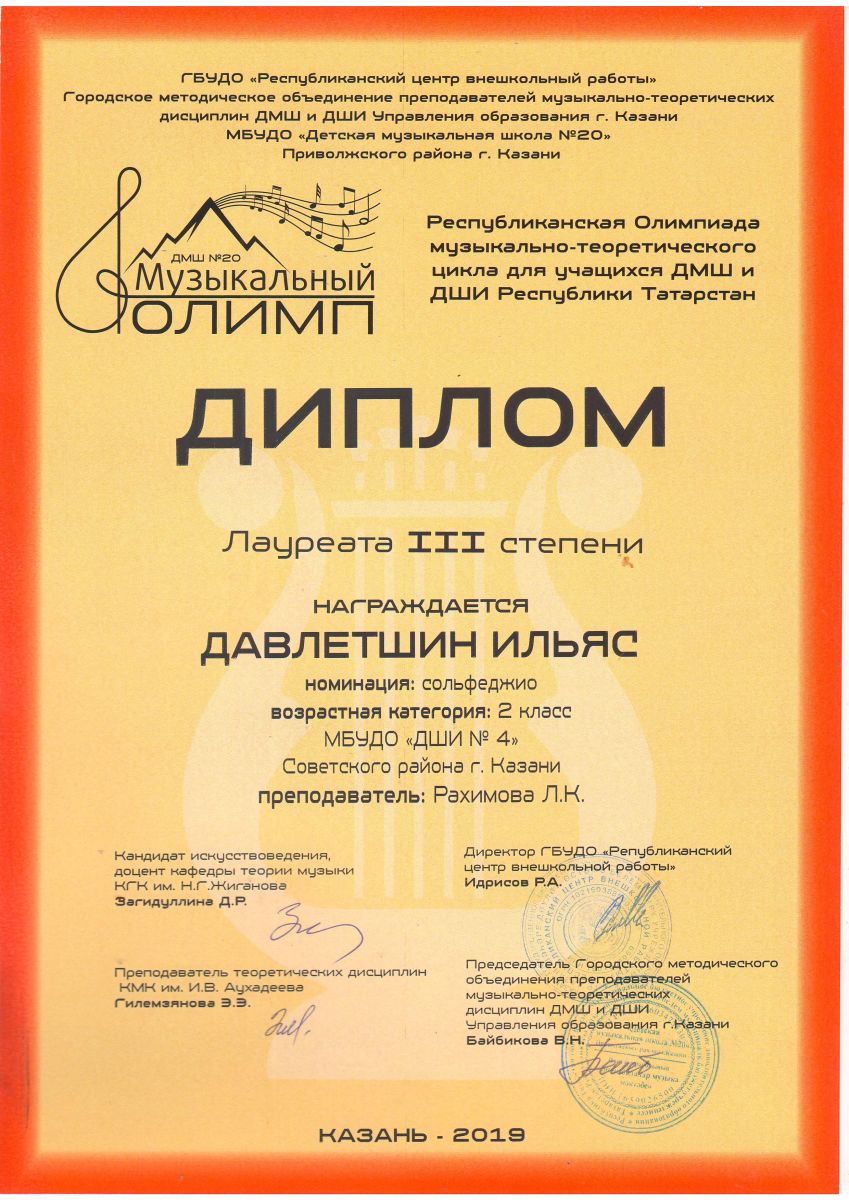 ГБУДО «Республиканский центр внешкольный работы»
Городское методическое объединение преподавателей музыкально-теоретических
дисциплин ДМШ и ДШИ Управления образования г. Казани
МБУДО «Детская музыкальная школа №20»
Приволжского района г. Казани
ДМШ №20
Музыкальный
ОЛИМП
Республиканская Олимпиада
музыкально-теоретического
цикла для учащихся ДМШ и
ДШИ Республики Татарстан
ДИПЛОМ
Лауреата III степени
НАГРАЖДАЕТСЯ
ДАВЛЕТШИН ИЛЬЯС
номинация: сольфеджио
возрастная категория: 2 класс
МБУДО «ДШИ № 4»
Советского района г. Казани
преподаватель: Рахимова Л.К.
Кандидат искусствоведения,
доцент кафедры теории музыки
КГК им. Н.Г.Жиганова
Загидуллина Д.Р.
Преподаватель теоретических дисциплин
КМК им. И.В. Аухадеева
Гилемзянова Э.Э.
Директор ГБУДО «Републиканский
центр внешкольной работы»
Идрисов Р.А.
Председатель Городского методического
объединения преподавателей
музыкально-теоретических
дисциплин ДМШ и ДШИ
Управления образования г.Казани
Байбикова В.Н.
КАЗАНЬ - 2019